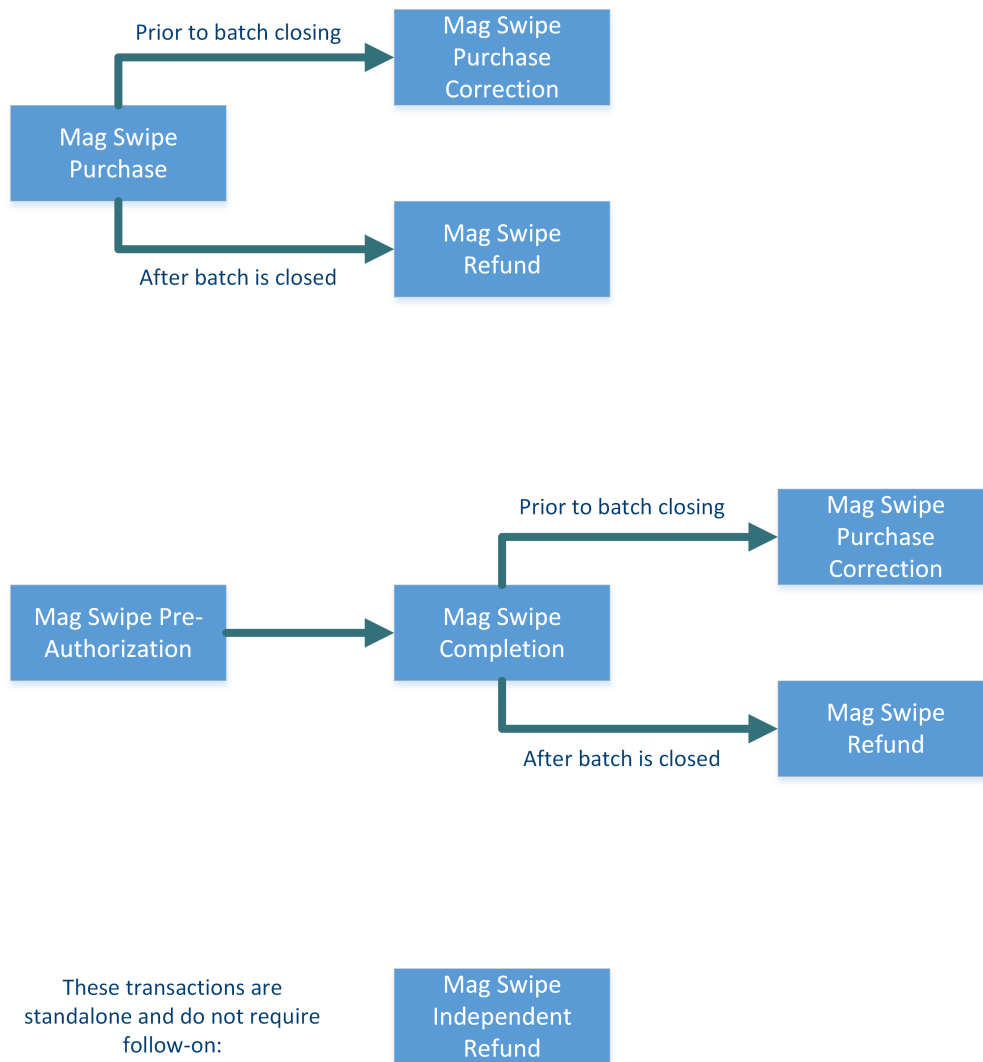 Prior to batch closing
Mag Swipe
Purchase
Correction
Mag Swipe
Purchase
Mag Swipe
Refund
After batch is closed
Prior to batch closing
Mag Swipe
Purchase
Correction
Mag Swipe Pre-
Authorization
Mag Swipe
Completion
Mag Swipe
Refund
After batch is closed
These transactions are
standalone and do not require
follow-on:
Mag Swipe
Independent
Refund